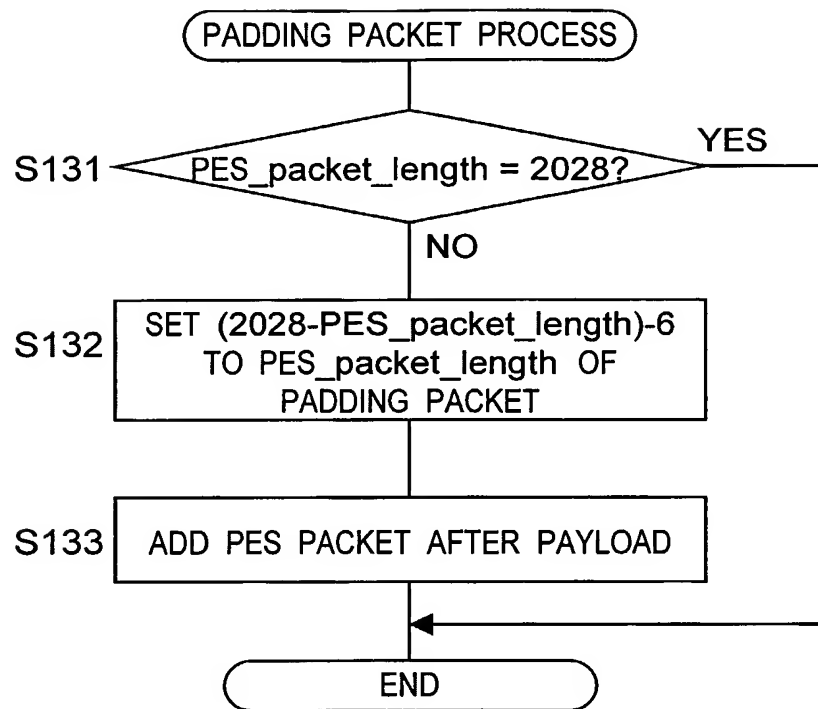 PADDING PACKET PROCESS
YES
S131
PES_packet_length = 2028?
NO
S132
SET (2028-PES_packet_length)-6
TO PES_packet_length OF
PADDING PACKET
S133
ADD PES PACKET AFTER PAYLOAD
END